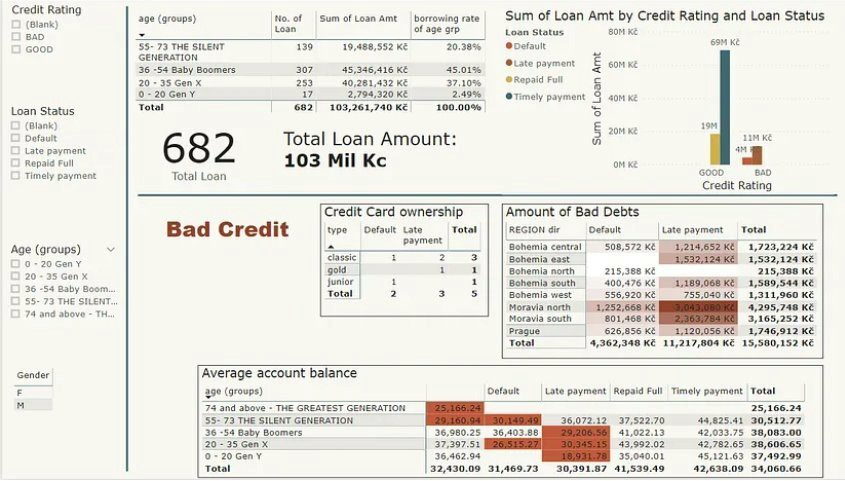 Credit Rating
(Blank)
BAD
GOOD
Loan Status
(Blank)
Default
Late payment
Repaid Full
Timely payment
Age (groups)
0 - 20 Gen Y
20 - 35 Gen X
36 -54 Baby Boom...
55- 73 THE SILENT...
74 and above - TH...
Gender
F
M
age (groups) No. of Loan Sum of Loan Amt borrowing rate of age grp
55- 73 THE SILENT GENERATION 139 19,488,552 Kč 20.38%
36 -54 Baby Boomers 307 45,346,416 Kč 45.01%
20 - 35 Gen X 253 40,281,432 Kč 37.10%
0 - 20 Gen Y 17 2,794,320 Kč 2.49%
Total 682 103,261,740 Kč 100.00%
682
Total Loan
Total Loan Amount:
103 Mil Kc
Sum of Loan Amt by Credit Rating and Loan Status
Loan Status
Default
Late payment
Repaid Full
Timely payment
Sum of Loan Amt
80M Kč
60M Kč
40M Kč
20M Kč
0M Kč
69M Kč
19M
11M Kč
4M
GOOD BAD
Credit Rating
Bad Credit
Credit Card ownership
type Default Late payment Total
classic 1 2 3
gold 1 1
junior 1 1
Total 2 3 5
Amount of Bad Debts
REGION dir Default Late payment Total
Bohemia central 508,572 Kč 1,214,652 Kč 1,723,224 Kč
Bohemia east 1,532,124 Kč 1,532,124 Kč
Bohemia north 215,388 Kč 215,388 Kč
Bohemia south 400,476 Kč 1,189,068 Kč 1,589,544 Kč
Bohemia west 556,920 Kč 755,040 Kč 1,311,960 Kč
Moravia north 1,252,668 Kč 3,043,080 Kč 4,295,748 Kč
Moravia south 801,468 Kč 2,363,784 Kč 3,165,252 Kč
Prague 626,856 Kč 1,120,056 Kč 1,746,912 Kč
Total 4,362,348 Kč 11,217,804 Kč 15,580,152 Kč
Average account balance
age (groups) Default Late payment Repaid Full Timely payment Total
74 and above - THE GREATEST GENERATION 25,166.24 25,166.24
55- 73 THE SILENT GENERATION 29,160.94 30,149.49 36,072.12 37,522.70 44,825.41 30,512.77
36 -54 Baby Boomers 36,980.25 36,403.88 29,206.56 41,022.13 42,033.75 38,083.00
20 - 35 Gen X 37,397.51 26,515.27 30,345.15 43,992.02 42,782.65 38,606.65
0 - 20 Gen Y 36,462.94 18,931.78 35,040.01 45,121.63 37,492.99
Total 32,430.09 31,469.73 30,391.87 41,539.49 42,638.09 34,060.66